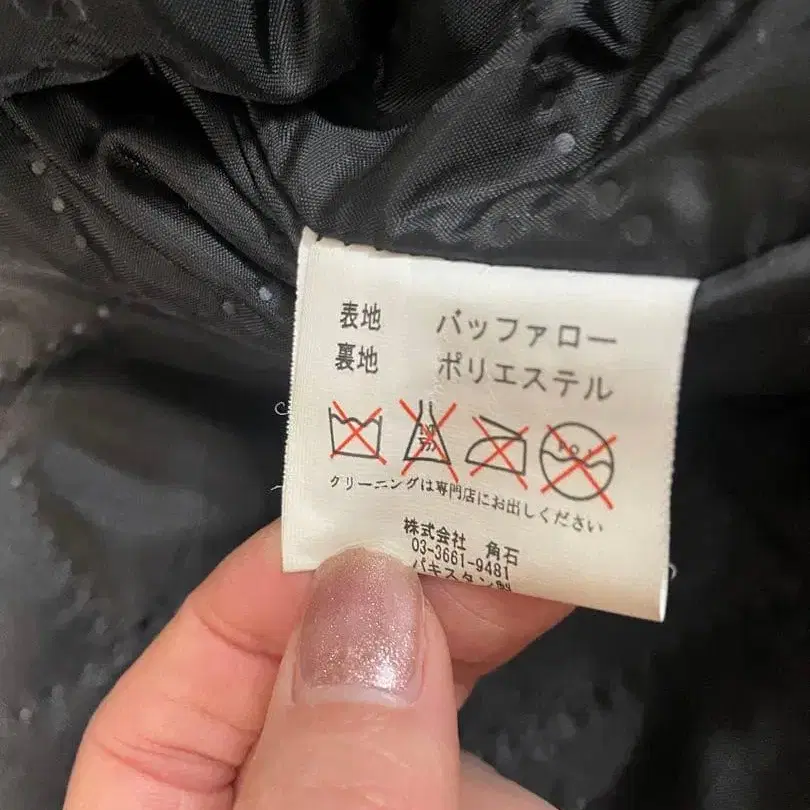 表地 バッファロー
裏地 ポリエステル
クリーニングは専門店にお出しください
株式会社 角石
03-3661-9481
パキスタン製